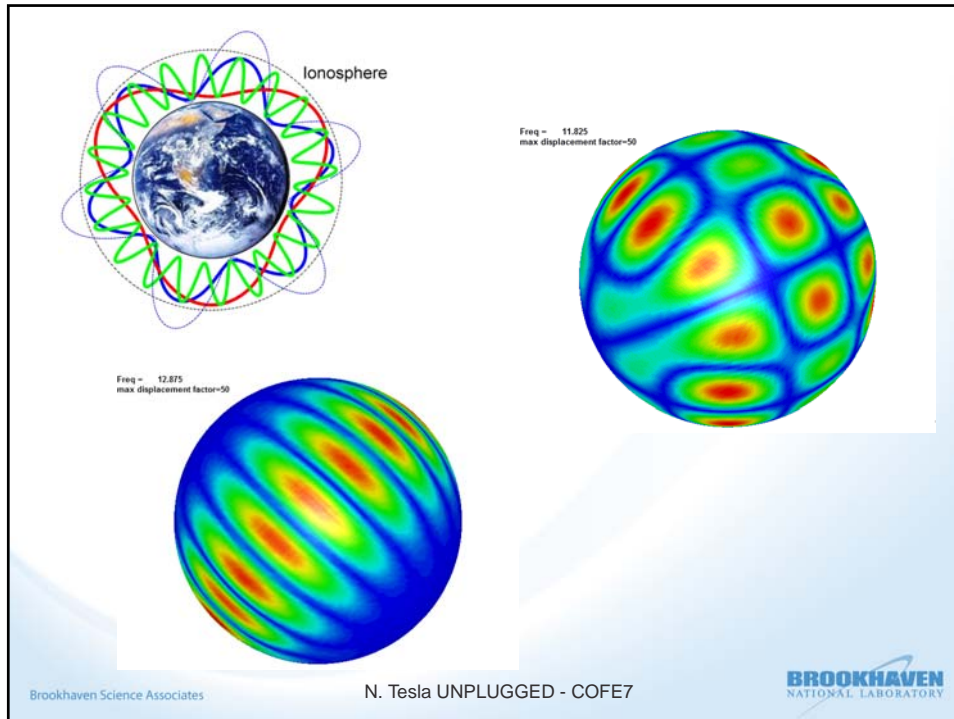 Ionosphere
Freq = 11.825
max displacement factor=50
Freq = 12.875
max displacement factor=50
Brookhaven Science Associates
N. Tesla UNPLUGGED - COFE7
BROOKHAVEN
NATIONAL LABORATORY